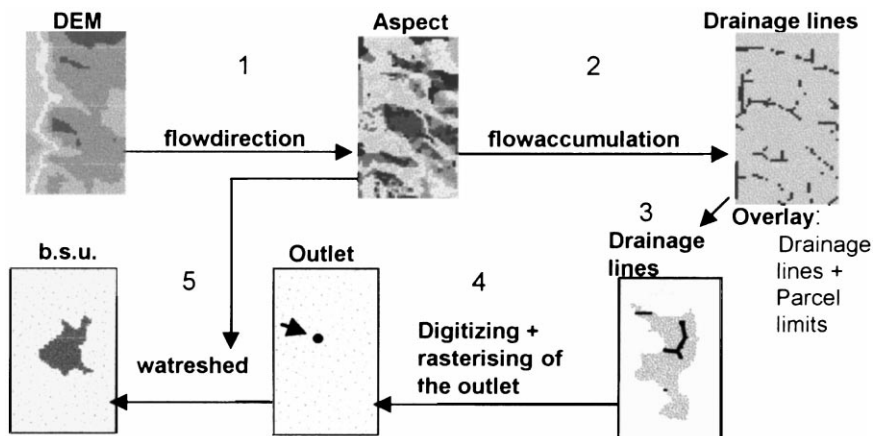 DEM
Aspect
Drainage lines
1
2
flowdirection
flowaccumulation
3
Overlay:
Drainage
lines +
Parcel
limits
Drainage
lines
b.s.u.
5
Outlet
4
watreshed
Digitizing +
rasterising of
the outlet